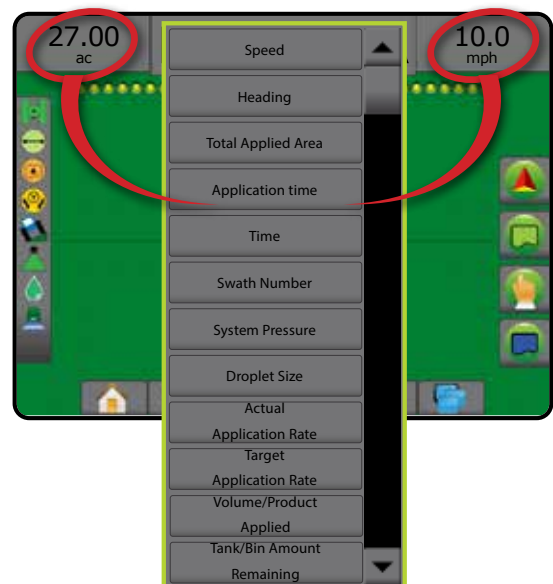 27.00
ac
10.0
mph
Speed
Heading
Total Applied Area
Application time
Time
Swath Number
System Pressure
Droplet Size
Actual
Application Rate
Target
Application Rate
Volume/Product
Applied
Tank/Bin Amount
Remaining